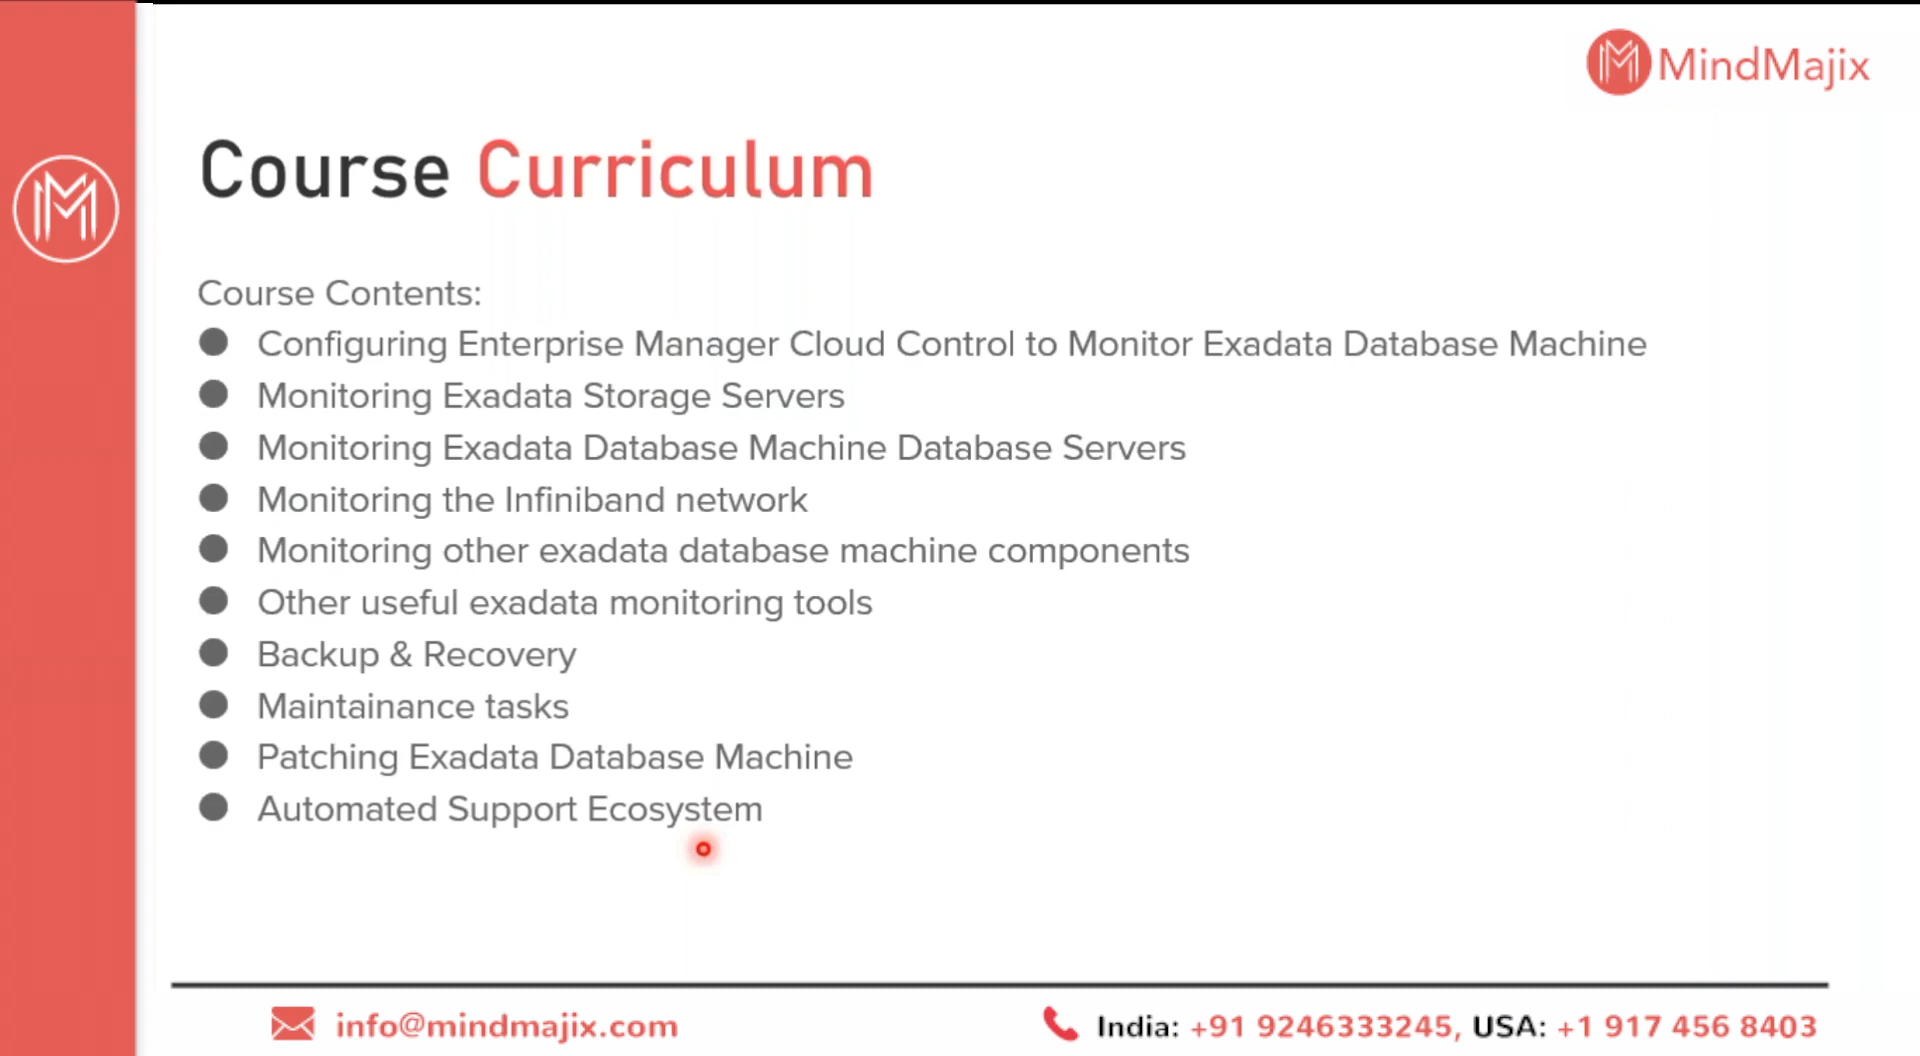 MindMajix
Course Curriculum
Course Contents:
● Configuring Enterprise Manager Cloud Control to Monitor Exadata Database Machine
● Monitoring Exadata Storage Servers
● Monitoring Exadata Database Machine Database Servers
● Monitoring the Infiniband network
● Monitoring other exadata database machine components
● Other useful exadata monitoring tools
● Backup & Recovery
● Maintainance tasks
● Patching Exadata Database Machine
● Automated Support Ecosystem
info@mindmajix.com
India: +91 9246333245, USA: +1 917 456 8403